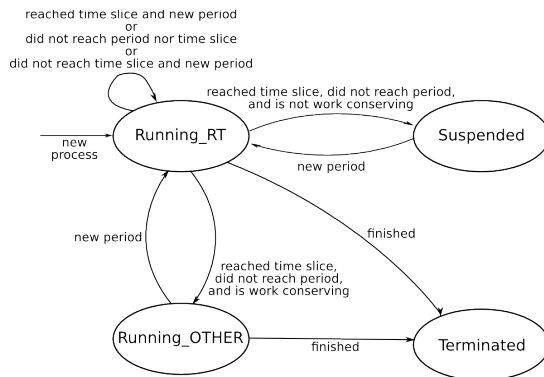 reached time slice and new period
or
did not reach period nor time slice
or
did not reach time slice and new period
reached time slice, did not reach period,
and is not work conserving
Running_RT
Suspended
new
process
new period
finished
new period
reached time slice,
did not reach period,
and is work conserving
Running_OTHER
finished
Terminated